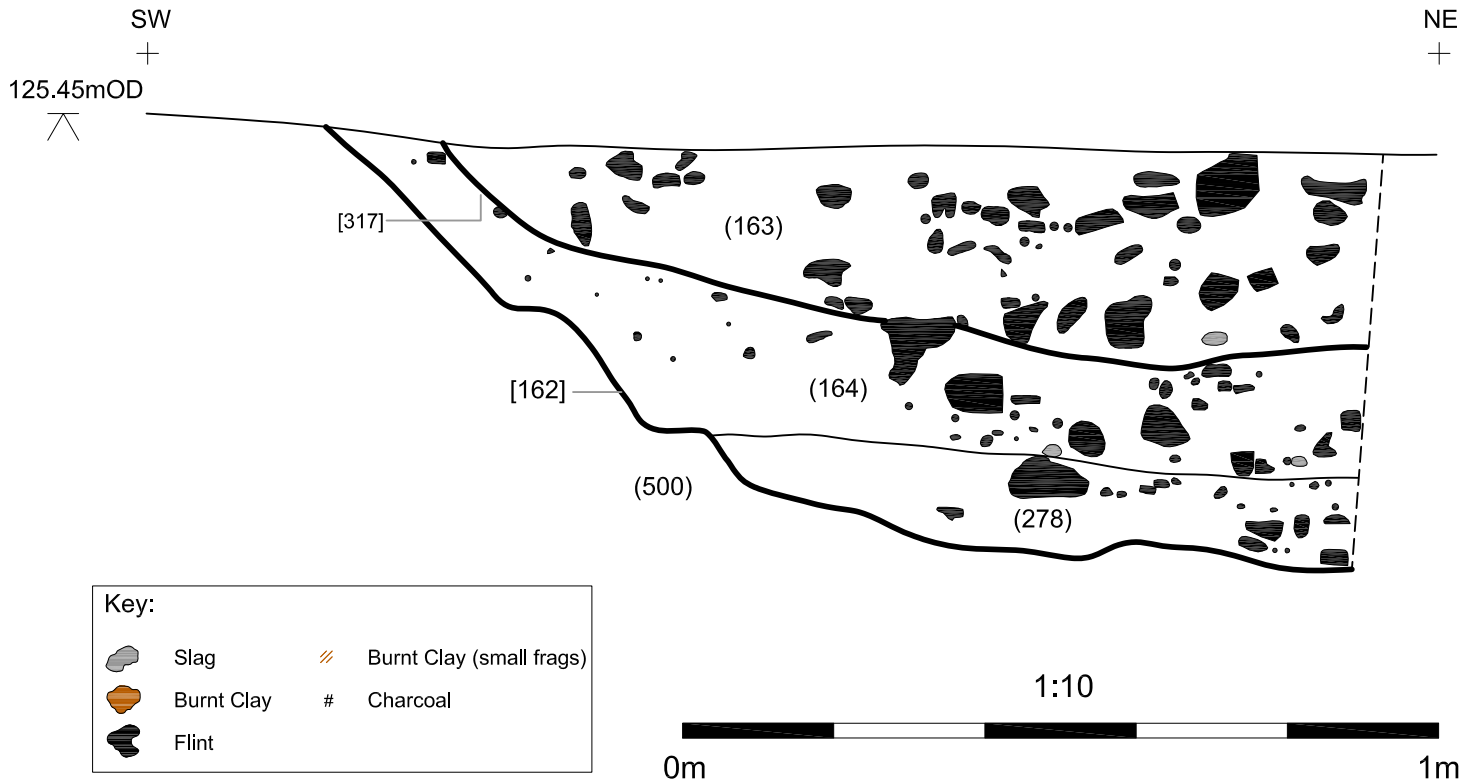 SW NE
125.45mOD
[317] (163)
[162] (164)
(500)
(278)
Key:
Slag Burnt Clay (small frags)
Burnt Clay # Charcoal
Flint
1:10
0m 1m